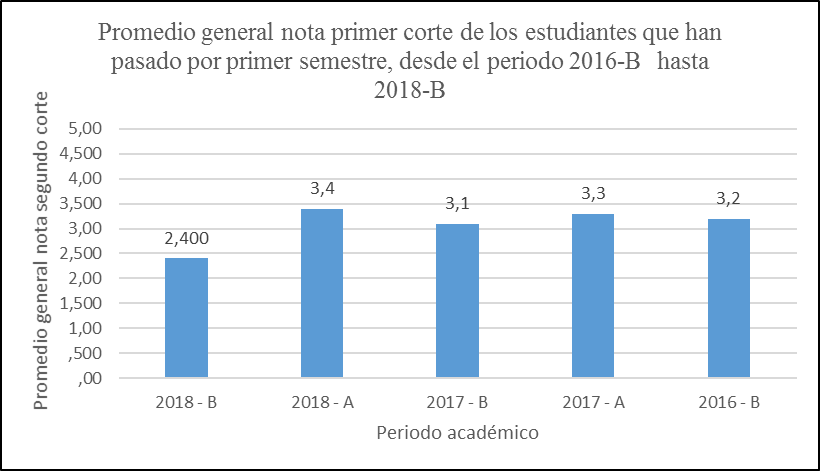 Promedio general nota primer corte de los estudiantes que han
pasado por primer semestre, desde el periodo 2016-B hasta
2018-B
Promedio general nota segundo corte
5,00
4,500
4,00
3,500
3,00
2,500
2,00
1,500
1,00
,500
,00
2,400
3,4
3,1
3,3
3,2
2018 - B
2018 - A
2017 - B
2017 - A
2016 - B
Periodo académico